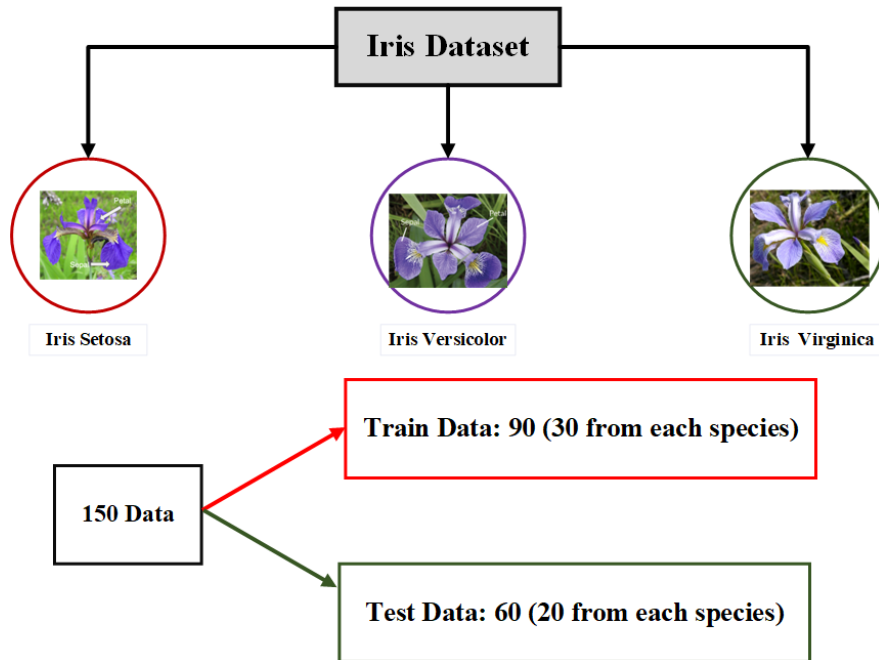 Iris Dataset
Petal
Sepal
Sepal
Petal
Iris Setosa
Iris Versicolor
Iris Virginica
Train Data: 90 (30 from each species)
150 Data
Test Data: 60 (20 from each species)